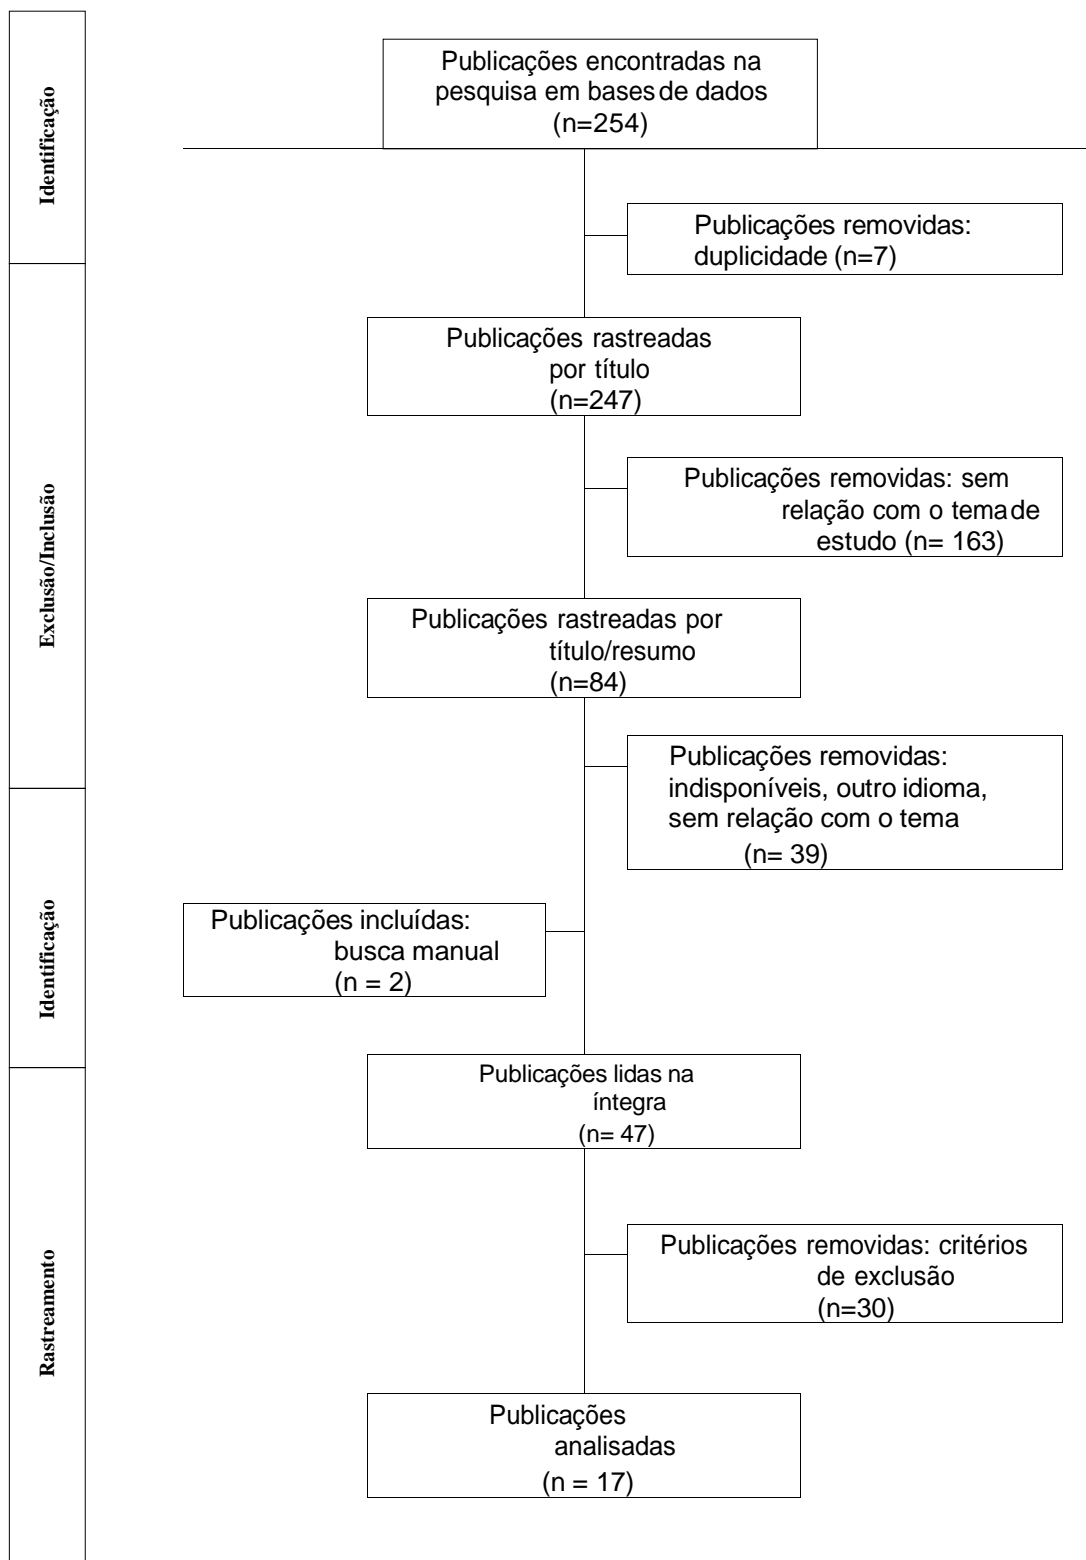 Identificação
Publicações encontradas na
pesquisa em bases de dados
(n=254)
Publicações removidas:
duplicidade (n=7)
Exclusão/Inclusão
Publicações rastreadas
por título
(n=247)
Publicações removidas: sem
relação com o tema de
estudo (n= 163)
Publicações rastreadas por
título/resumo
(n=84)
Publicações removidas:
indisponíveis, outro idioma,
sem relação com o tema
(n= 39)
Identificação
Publicações incluídas:
busca manual
(n = 2)
Publicações lidas na
íntegra
(n= 47)
Rastreamento
Publicações removidas: critérios
de exclusão
(n=30)
Publicações
analisadas
(n = 17)